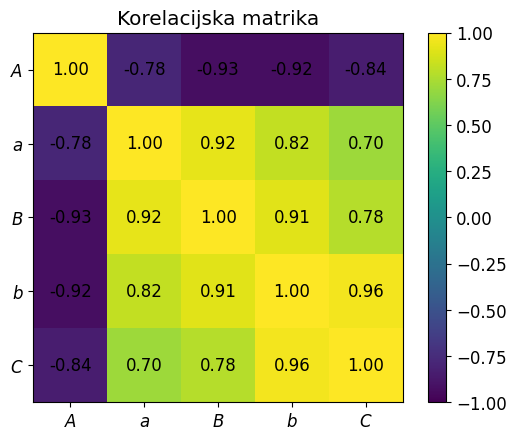 Korelacijska matrika
A 1.00 -0.78 -0.93 -0.92 -0.84
a -0.78 1.00 0.92 0.82 0.70
B -0.93 0.92 1.00 0.91 0.78
b -0.92 0.82 0.91 1.00 0.96
C -0.84 0.70 0.78 0.96 1.00
A a B b C
1.00
0.75
0.50
0.25
0.00
−0.25
−0.50
−0.75
−1.00